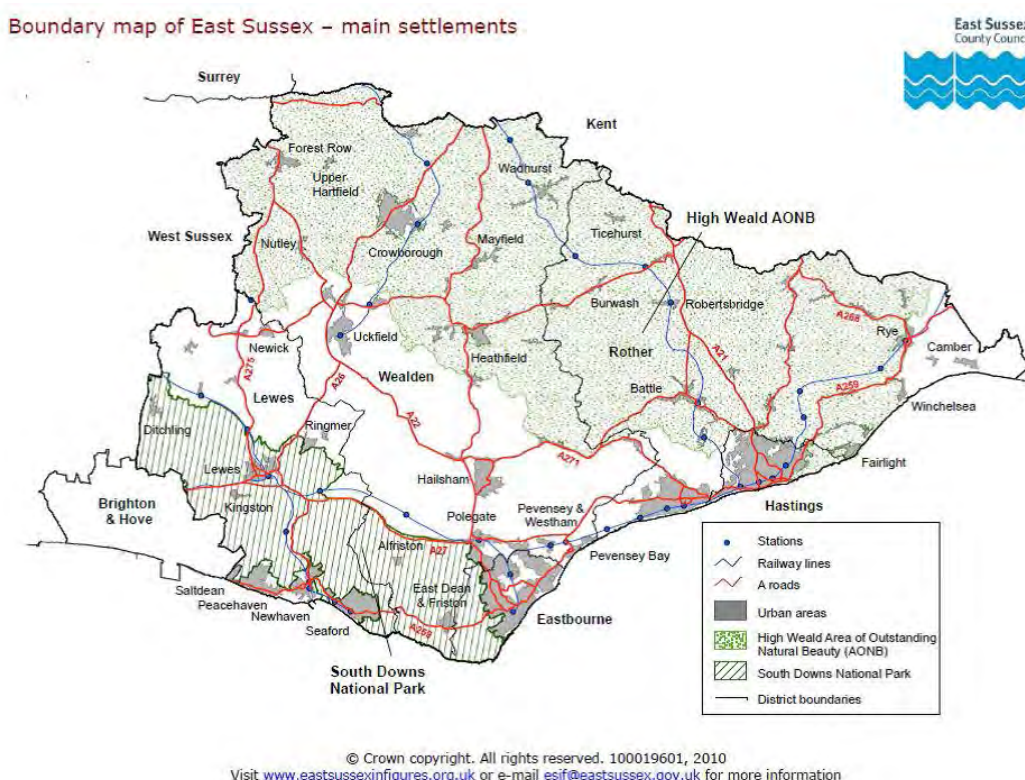 Boundary map of East Sussex – main settlements
East Sussex
County Council
Surrey
Kent
Forest Row
Upper
Hartfield
Wadhurst
High Weald AONB
West Sussex
Nutley
Crowborough
Mayfield
Ticehurst
Burwash
Robertsbridge
A268
Rye
Camber
Newick
Uckfield
Heathfield
Rother
A21
A275
A26
Wealden
Battle
A259
Winchelsea
Lewes
A22
Ditchling
Ringmer
A271
Fairlight
Lewes
Hailsham
Hastings
Brighton
& Hove
Kingston
Polegate
Pevensey &
Westham
Alfriston
A27
Pevensey Bay
Saltdean
Peacehaven
Newhaven
Seaford
East Dean
& Friston
A259
Eastbourne
South Downs
National Park
Stations
Railway lines
A roads
Urban areas
High Weald Area of Outstanding
Natural Beauty (AONB)
South Downs National Park
District boundaries
© Crown copyright. All rights reserved. 100019601, 2010
Visit www.eastsussexinfigures.org.uk or e-mail esif@eastsussex.gov.uk for more information